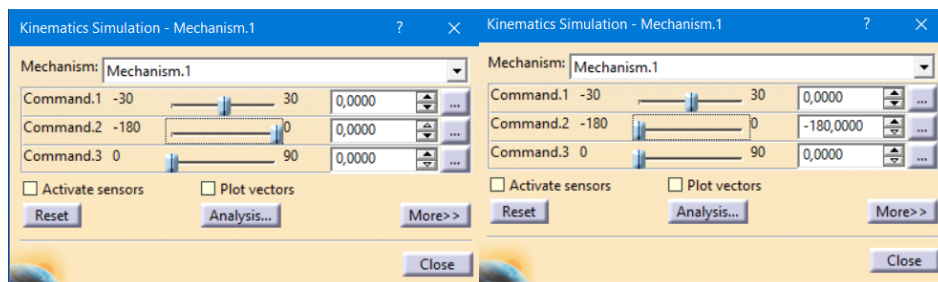 Kinematics Simulation - Mechanism.1 ? ×
Mechanism: Mechanism.1
Command.1 -30 30 0,0000 ...
Command.2 -180 0 0,0000 ...
Command.3 0 90 0,0000 ...
Activate sensors Plot vectors
Reset Analysis... More>>
Close
Kinematics Simulation - Mechanism.1 ? ×
Mechanism: Mechanism.1
Command.1 -30 30 0,0000 ...
Command.2 -180 0 -180,0000 ...
Command.3 0 90 0,0000 ...
Activate sensors Plot vectors
Reset Analysis... More>>
Close